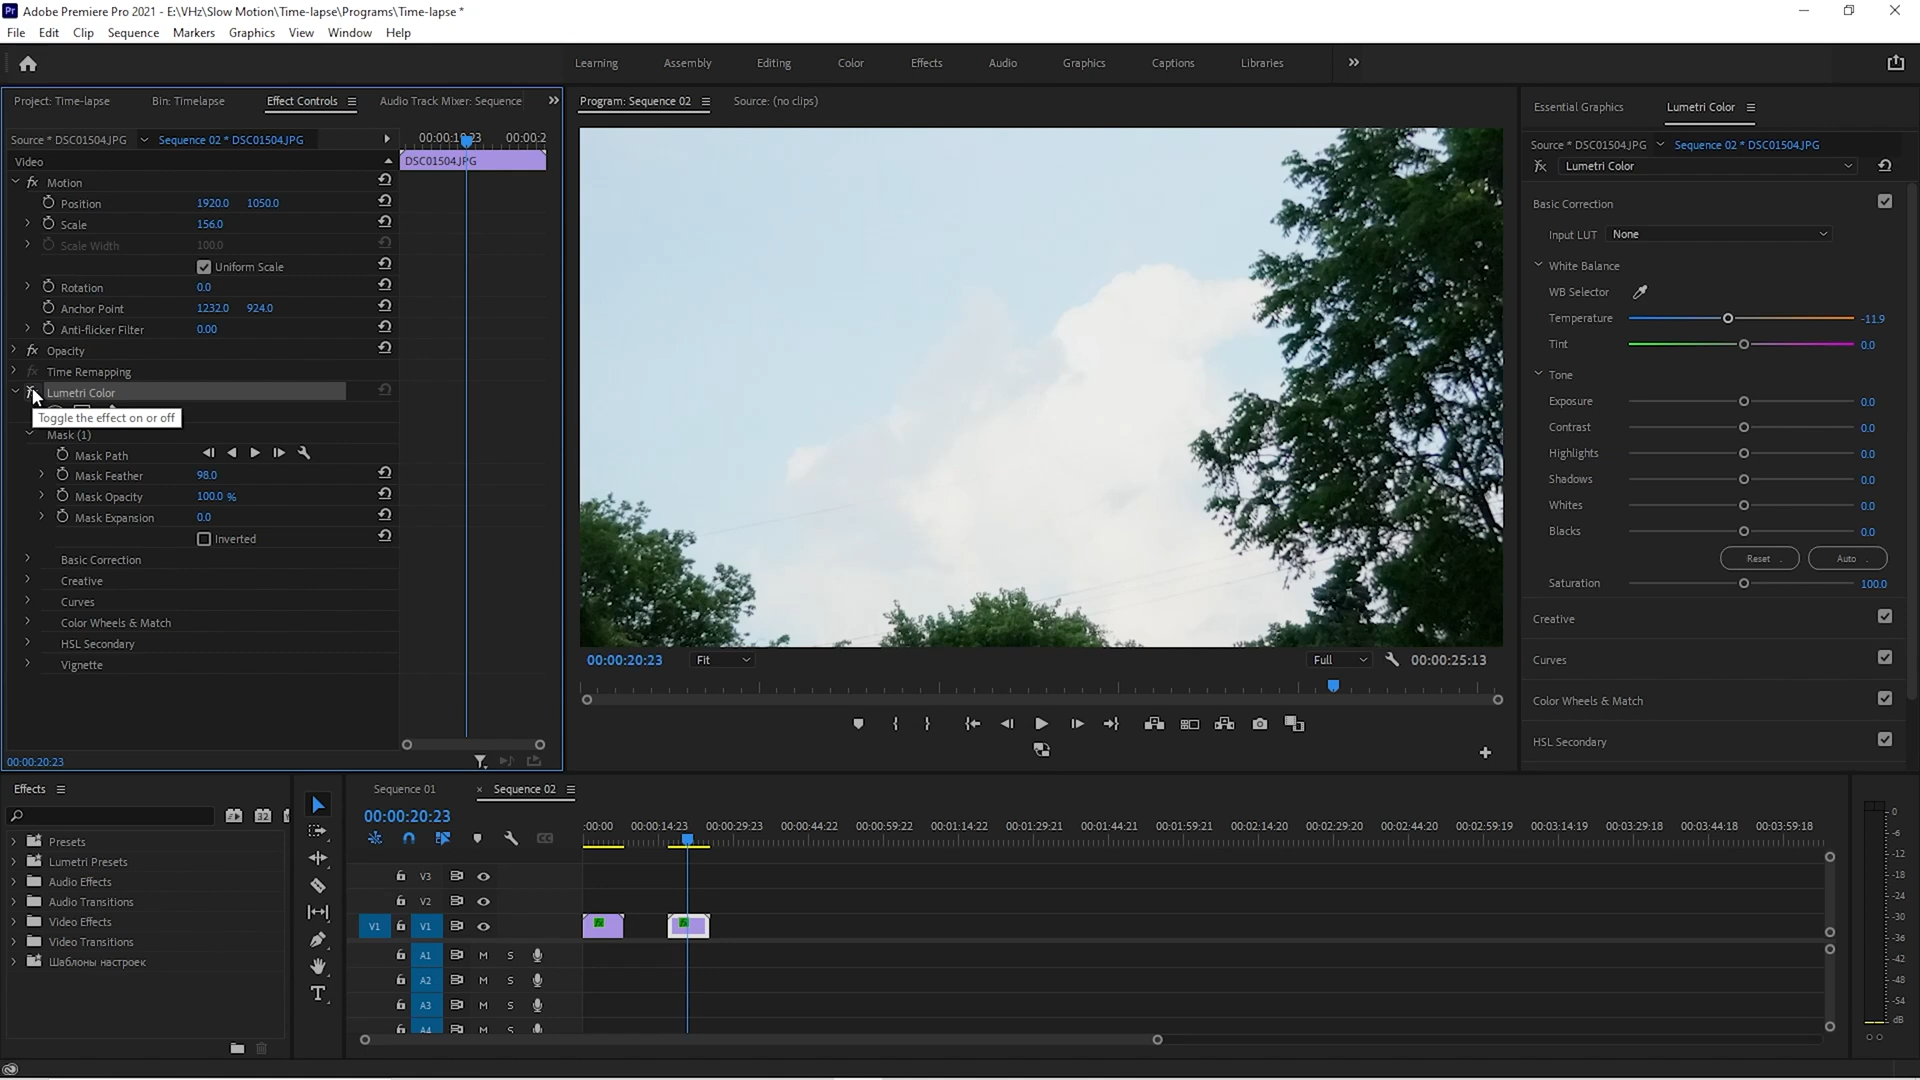 Adobe Premiere Pro 2021 - E:\VHz\Slow Motion\Time-lapse\Programs\Time-lapse *
File Edit Clip Sequence Markers Graphics View Window Help
Learning Assembly Editing Color Effects Audio Graphics Captions Libraries
Project: Time-lapse Bin: Timelapse Effect Controls Audio Track Mixer: Sequence
Source * DSC01504.JPG Sequence 02 * DSC01504.JPG
00:00:19:23 00:00:2
Video
DSC01504.JPG
fx Motion
Position 1920.0 1050.0
Scale 156.0
Scale Width 100.0
Uniform Scale
Rotation 0.0
Anchor Point 1232.0 924.0
Anti-flicker Filter 0.00
fx Opacity
fx Time Remapping
Lumetri Color
Toggle the effect on or off
Mask (1)
Mask Path
Mask Feather 98.0
Mask Opacity 100.0 %
Mask Expansion 0.0
Inverted
Basic Correction
Creative
Curves
Color Wheels & Match
HSL Secondary
Vignette
00:00:20:23
Program: Sequence 02 Source: (no clips)
00:00:20:23 Fit Full 00:00:25:13
Essential Graphics Lumetri Color
Source * DSC01504.JPG Sequence 02 * DSC01504.JPG
fx Lumetri Color
Basic Correction
Input LUT None
White Balance
WB Selector
Temperature -11.9
Tint 0.0
Tone
Exposure 0.0
Contrast 0.0
Highlights 0.0
Shadows 0.0
Whites 0.0
Blacks 0.0
Reset Auto
Saturation 100.0
Creative
Curves
Color Wheels & Match
HSL Secondary
Effects
32
Presets
Lumetri Presets
Audio Effects
Audio Transitions
Video Effects
Video Transitions
Шаблоны настроек
Sequence 01 × Sequence 02
00:00:20:23
:00:00 00:00:14:23 00:00:29:23 00:00:44:22 00:00:59:22 00:01:14:22 00:01:29:21 00:01:44:21 00:01:59:21 00:02:14:20 00:02:29:20 00:02:44:20 00:02:59:19 00:03:14:19 00:03:29:18 00:03:44:18 00:03:59:18
V3
V2
V1 V1
fx fx
A1 M S
A2 M S
A3 M S
A4 M S
0
-6
-12
-18
-24
-30
-36
-42
-48
-54
dB